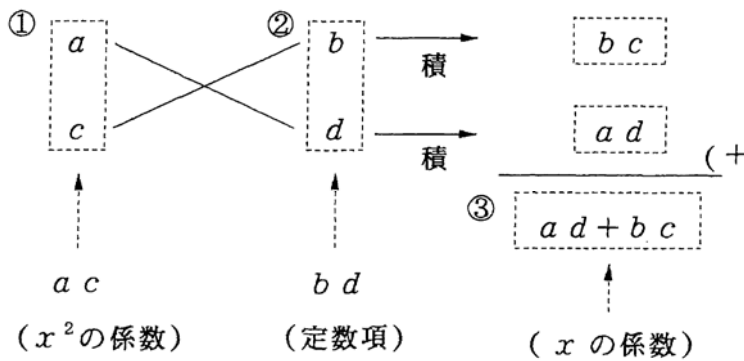 ① a ② b → 積 b c
c d → 積 a d
(+
③ a d + b c
a c b d
(x²の係数) (定数項) (x の係数)